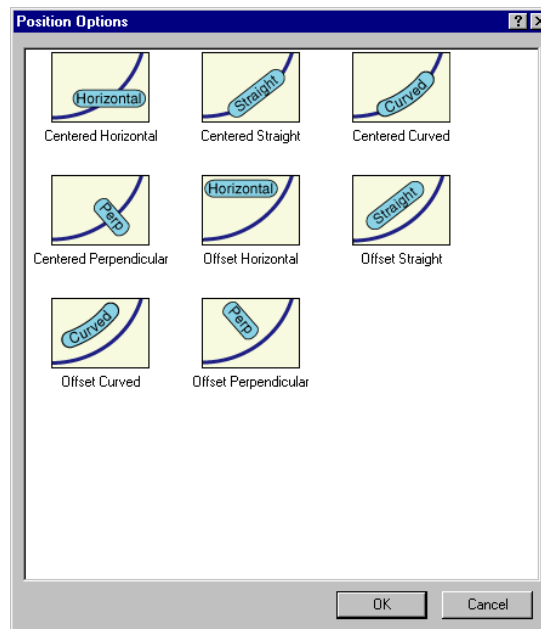 Position Options
Horizontal
Straight
Curved
Centered Horizontal
Centered Straight
Centered Curved
Perp
Horizontal
Straight
Centered Perpendicular
Offset Horizontal
Offset Straight
Curved
Perp
Offset Curved
Offset Perpendicular
OK
Cancel